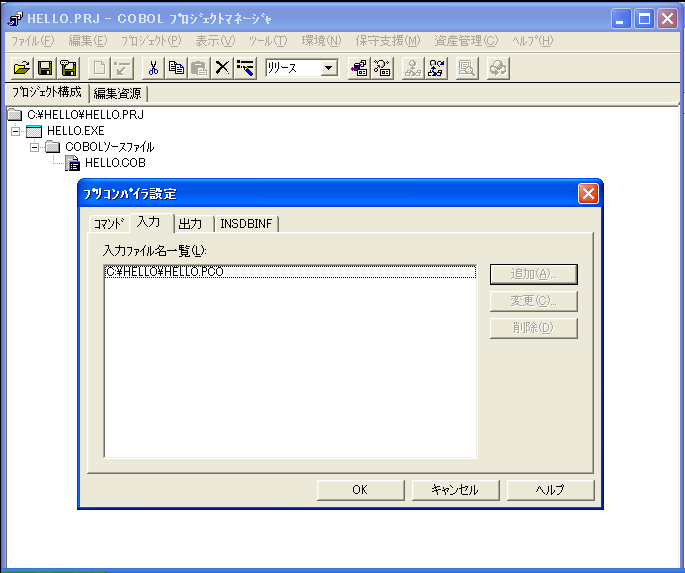 HELLO.PRJ - COBOL ﾌﾟﾛｼﾞｪｸﾄﾏﾈｰｼﾞｬ
ﾌｧｲﾙ(F) 編集(E) ﾌﾟﾛｼﾞｪｸﾄ(P) 表示(V) ﾂｰﾙ(T) 環境(N) 保守支援(M) 資産管理(C) ﾍﾙﾌﾟ(H)
ﾘﾘｰｽ
ﾌﾟﾛｼﾞｪｸﾄ構成 編集資源
C:¥HELLO¥HELLO.PRJ
HELLO.EXE
COBOLｿｰｽﾌｧｲﾙ
HELLO.COB
ﾌﾟﾘｺﾝﾊﾟｲﾗ設定
ｺﾏﾝﾄﾞ 入力 出力 INSDBINF
入力ﾌｧｲﾙ名一覧(L):
C:¥HELLO¥HELLO.PCO
追加(A)...
変更(C)...
削除(D)
OK ｷｬﾝｾﾙ ﾍﾙﾌﾟ